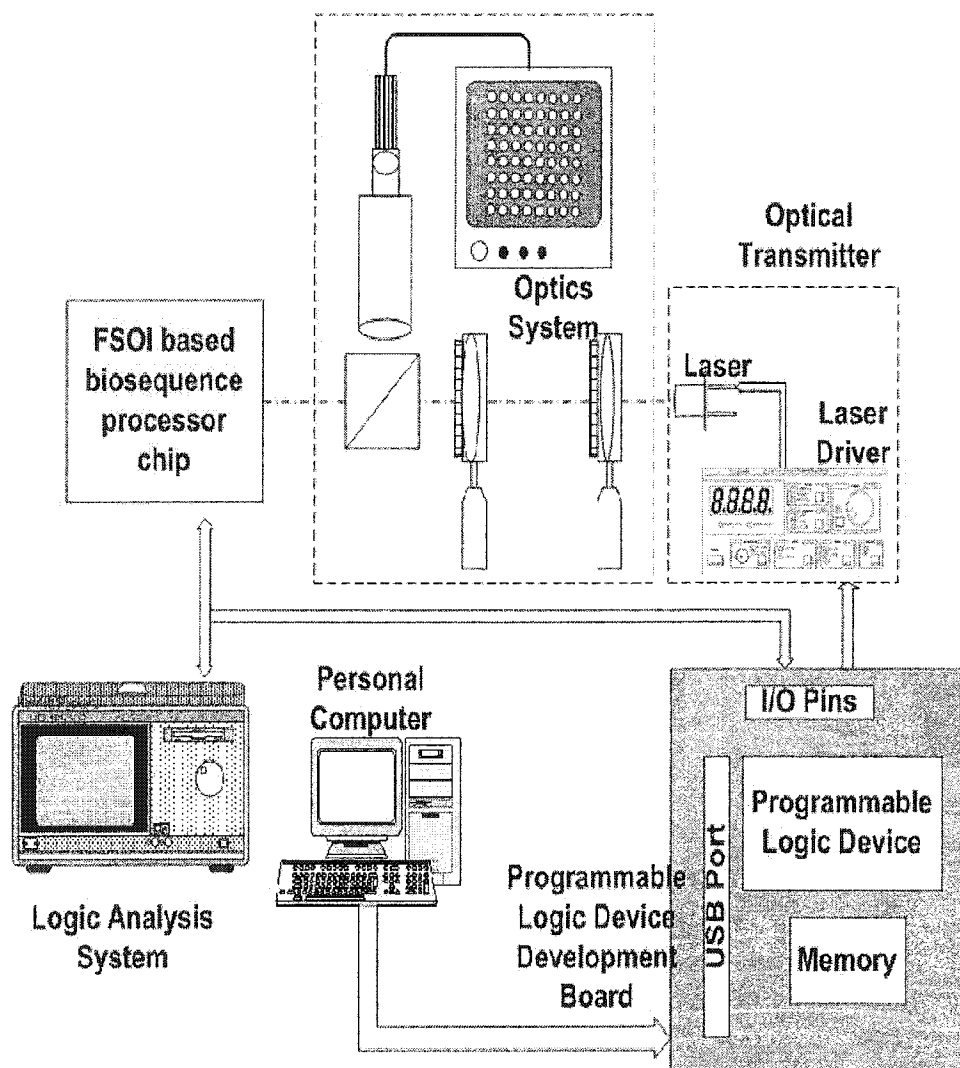 Optics
System
Optical
Transmitter
FSOI based
biosequence
processor
chip
Laser
Laser
Driver
8.8.8.8.
Personal
Computer
Logic Analysis
System
I/O Pins
USB Port
Programmable
Logic Device
Memory
Programmable
Logic Device
Development
Board